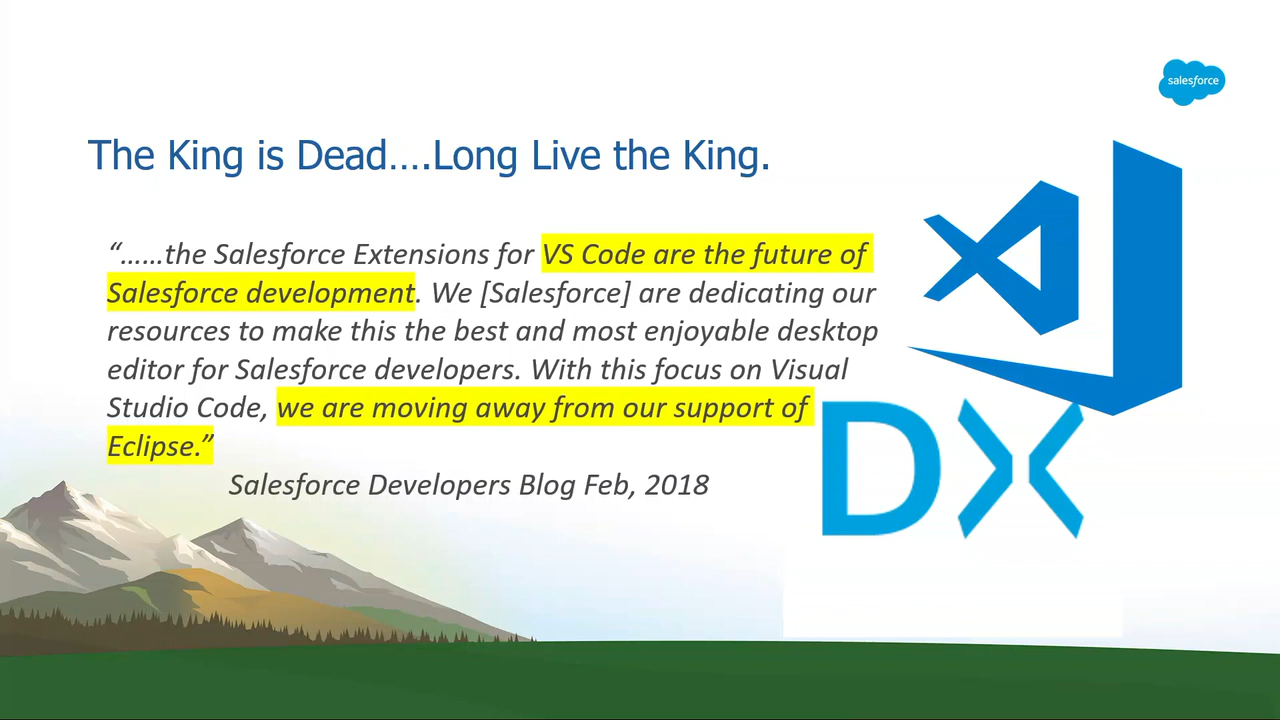 salesforce
The King is Dead....Long Live the King.
“......the Salesforce Extensions for VS Code are the future of
Salesforce development. We [Salesforce] are dedicating our
resources to make this the best and most enjoyable desktop
editor for Salesforce developers. With this focus on Visual
Studio Code, we are moving away from our support of
Eclipse.”
Salesforce Developers Blog Feb, 2018
DX